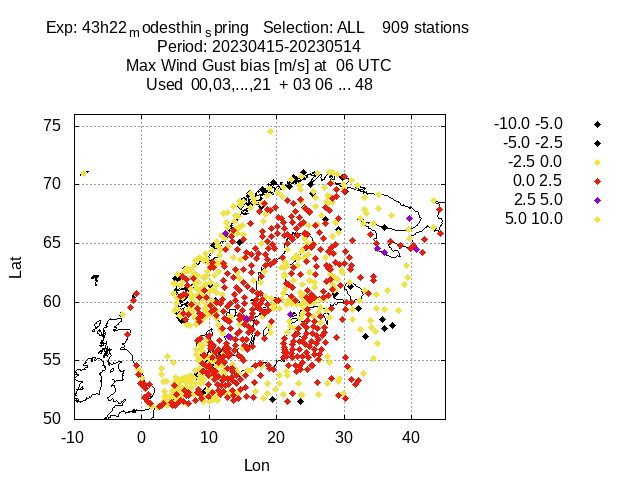 Exp: 43h22modesthinspring Selection: ALL 909 stations
Period: 20230415-20230514
Max Wind Gust bias [m/s] at 06 UTC
Used 00,03,...,21 + 03 06 ... 48
-10.0 -5.0
-5.0 -2.5
-2.5 0.0
0.0 2.5
2.5 5.0
5.0 10.0
75
70
65
60
55
50
Lat
-10 0 10 20 30 40
Lon